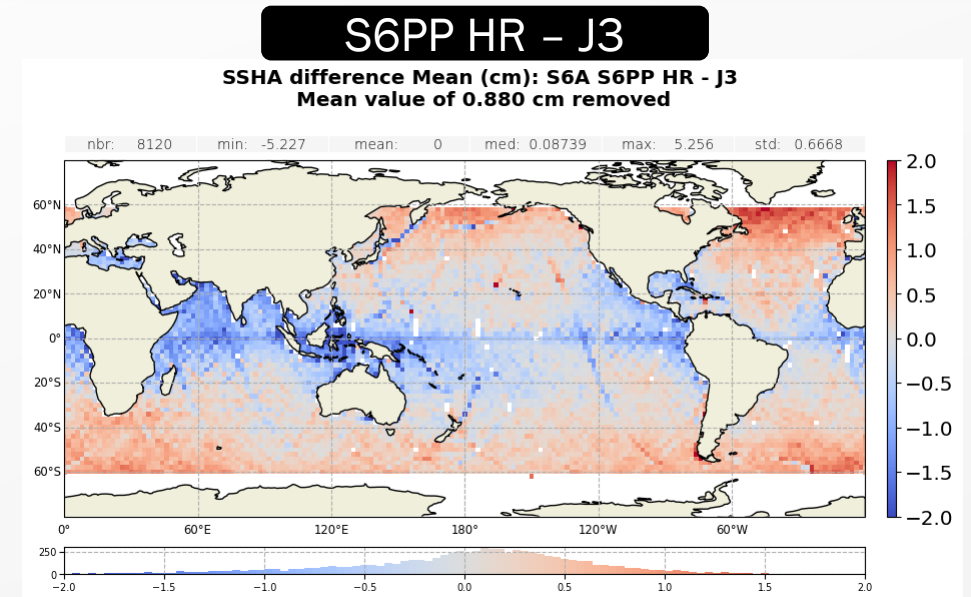 S6PP HR – J3
SSHA difference Mean (cm): S6A S6PP HR - J3
Mean value of 0.880 cm removed
nbr: 8120 min: -5.227 mean: 0 med: 0.08739 max: 5.256 std: 0.6668
60°N
40°N
20°N
0°
20°S
40°S
60°S
0° 60°E 120°E 180° 120°W 60°W
2.0
1.5
1.0
0.5
0.0
−0.5
−1.0
−1.5
−2.0
250
0
−2.0 −1.5 −1.0 −0.5 0.0 0.5 1.0 1.5 2.0